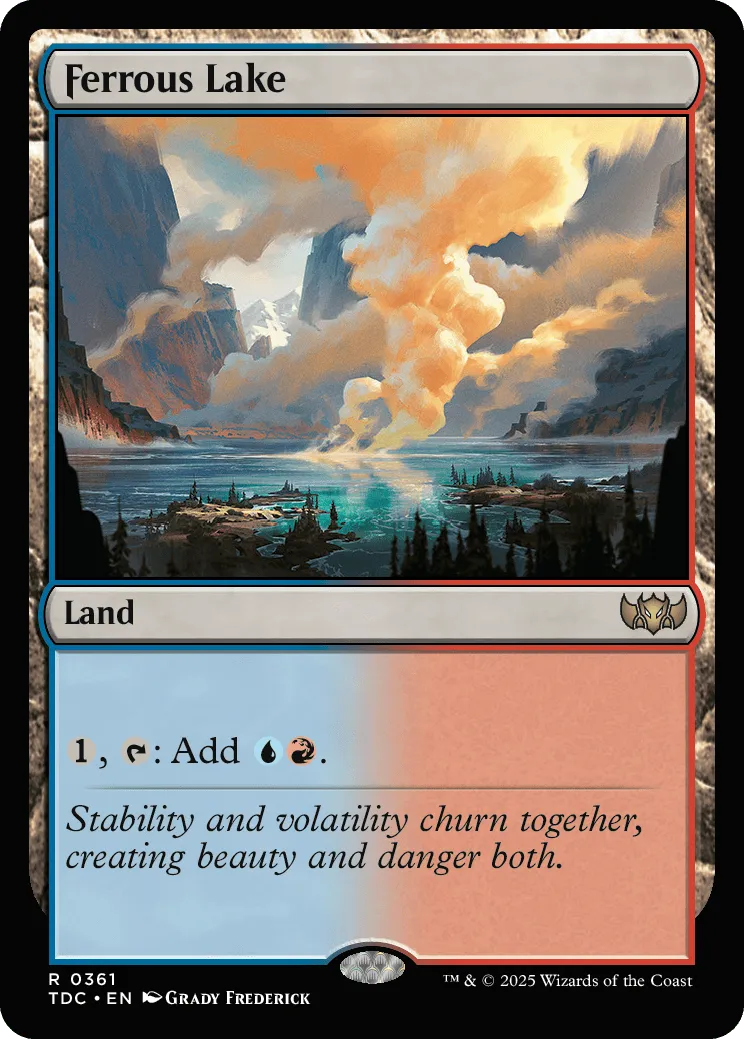 Ferrous Lake
Land
1, : Add .
Stability and volatility churn together,
creating beauty and danger both.
R 0361
TDC • EN Grady Frederick
™ & © 2025 Wizards of the Coast